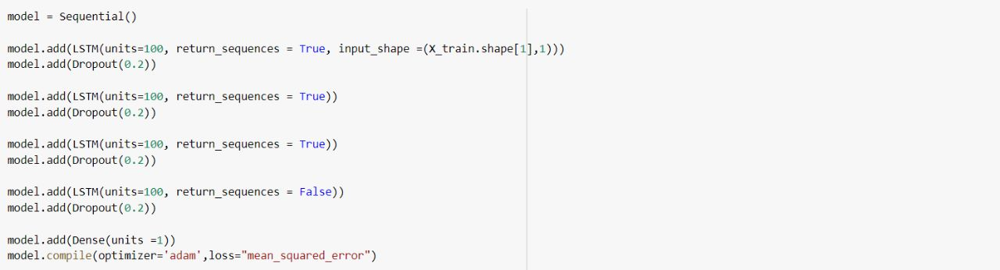 model = Sequential()
model.add(LSTM(units=100, return_sequences = True, input_shape =(X_train.shape[1],1)))
model.add(Dropout(0.2))
model.add(LSTM(units=100, return_sequences = True))
model.add(Dropout(0.2))
model.add(LSTM(units=100, return_sequences = True))
model.add(Dropout(0.2))
model.add(LSTM(units=100, return_sequences = False))
model.add(Dropout(0.2))
model.add(Dense(units =1))
model.compile(optimizer='adam',loss="mean_squared_error")